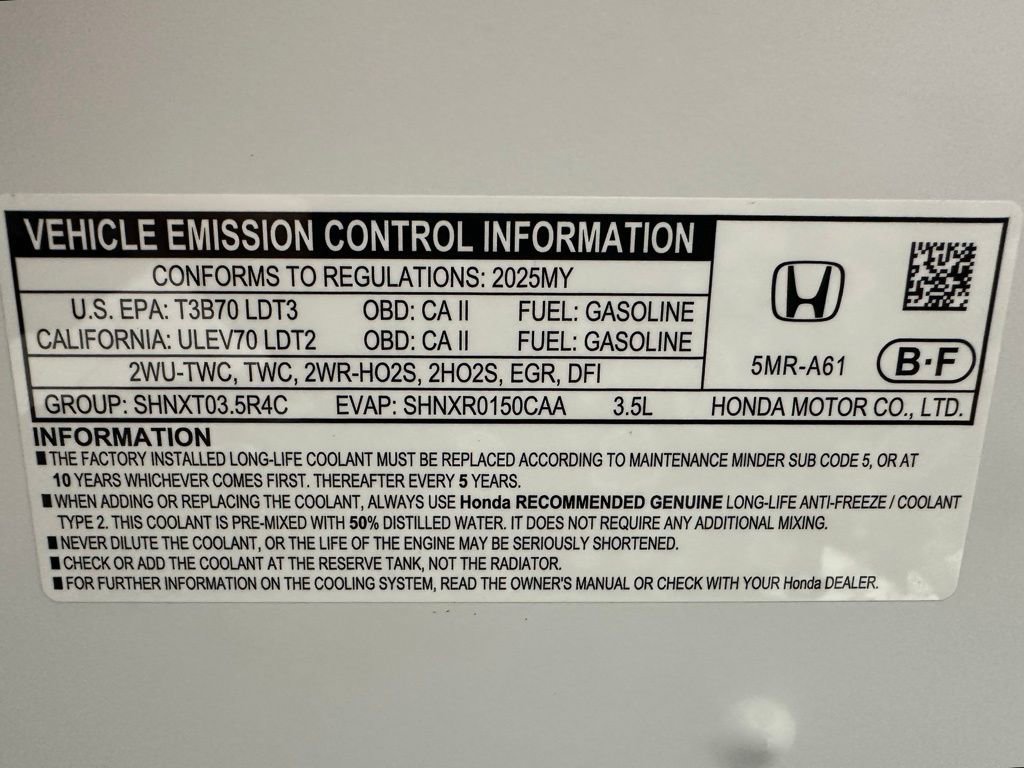 VEHICLE EMISSION CONTROL INFORMATION
CONFORMS TO REGULATIONS: 2025MY
U.S. EPA: T3B70 LDT3 OBD: CA II FUEL: GASOLINE
CALIFORNIA: ULEV70 LDT2 OBD: CA II FUEL: GASOLINE
2WU-TWC, TWC, 2WR-HO2S, 2HO2S, EGR, DFI
5MR-A61 B·F
GROUP: SHNXT03.5R4C EVAP: SHNXR0150CAA 3.5L HONDA MOTOR CO., LTD.
INFORMATION
■ THE FACTORY INSTALLED LONG-LIFE COOLANT MUST BE REPLACED ACCORDING TO MAINTENANCE MINDER SUB CODE 5, OR AT
10 YEARS WHICHEVER COMES FIRST. THEREAFTER EVERY 5 YEARS.
■ WHEN ADDING OR REPLACING THE COOLANT, ALWAYS USE Honda RECOMMENDED GENUINE LONG-LIFE ANTI-FREEZE / COOLANT
TYPE 2. THIS COOLANT IS PRE-MIXED WITH 50% DISTILLED WATER. IT DOES NOT REQUIRE ANY ADDITIONAL MIXING.
■ NEVER DILUTE THE COOLANT, OR THE LIFE OF THE ENGINE MAY BE SERIOUSLY SHORTENED.
■ CHECK OR ADD THE COOLANT AT THE RESERVE TANK, NOT THE RADIATOR.
■ FOR FURTHER INFORMATION ON THE COOLING SYSTEM, READ THE OWNER'S MANUAL OR CHECK WITH YOUR Honda DEALER.